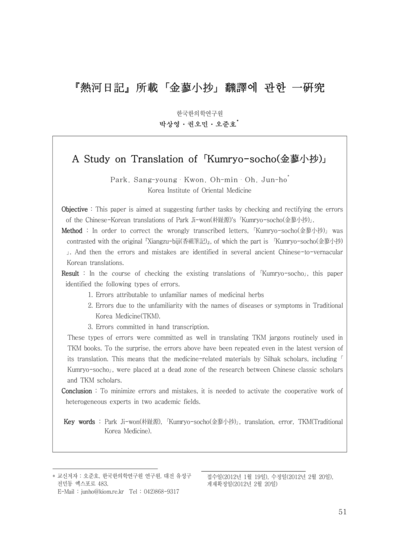 『熱河日記』 所載 「金蓼小抄」 飜譯에 관한 一硏究
한국한의학연구원
박상영 · 권오민 · 오준호*
A Study on Translation of 「Kumryo-socho(金蓼小抄)」
Park, Sang-young · Kwon, Oh-min · Oh, Jun-ho*
Korea Institute of Oriental Medicine
Objective : This paper is aimed at suggesting further tasks by checking and rectifying the errors
of the Chinese-Korean translations of Park Ji-won(朴趾源)'s 「Kumryo-socho(金蓼小抄)」.
Method : In order to correct the wrongly transcribed letters, 「Kumryo-socho(金蓼小抄)」 was
contrasted with the original 『Xiangzu-biji(香祖筆記)』, of which the part is 「Kumryo-socho(金蓼小抄)
」. And then the errors and mistakes are identified in several ancient Chinese-to-vernacular
Korean translations.
Result : In the course of checking the existing translations of 「Kumryo-socho」, this paper
identified the following types of errors.
1. Errors attributable to unfamiliar names of medicinal herbs
2. Errors due to the unfamiliarity with the names of diseases or symptoms in Traditional
Korea Medicine(TKM).
3. Errors committed in hand transcription.
These types of errors were committed as well in translating TKM jargons routinely used in
TKM books. To the surprise, the errors above have been repeated even in the latest version of
its translation. This means that the medicine-related materials by Silhak scholars, including 「
Kumryo-socho」, were placed at a dead zone of the research between Chinese classic scholars
and TKM scholars.
Conclusion : To minimize errors and mistakes, it is needed to activate the cooperative work of
heterogeneous experts in two academic fields.
Key words : Park Ji-won(朴趾源), 「Kumryo-socho(金蓼小抄)」, translation, error, TKM(Traditional
Korea Medicine).
* 교신저자 : 오준호. 한국한의학연구원 연구원. 대전 유성구
전민동 엑스포로 483.
E-Mail : junho@kiom.re.kr Tel : 042)868-9317
접수일(2012년 1월 19일), 수정일(2012년 2월 20일),
게재확정일(2012년 2월 20일)
51